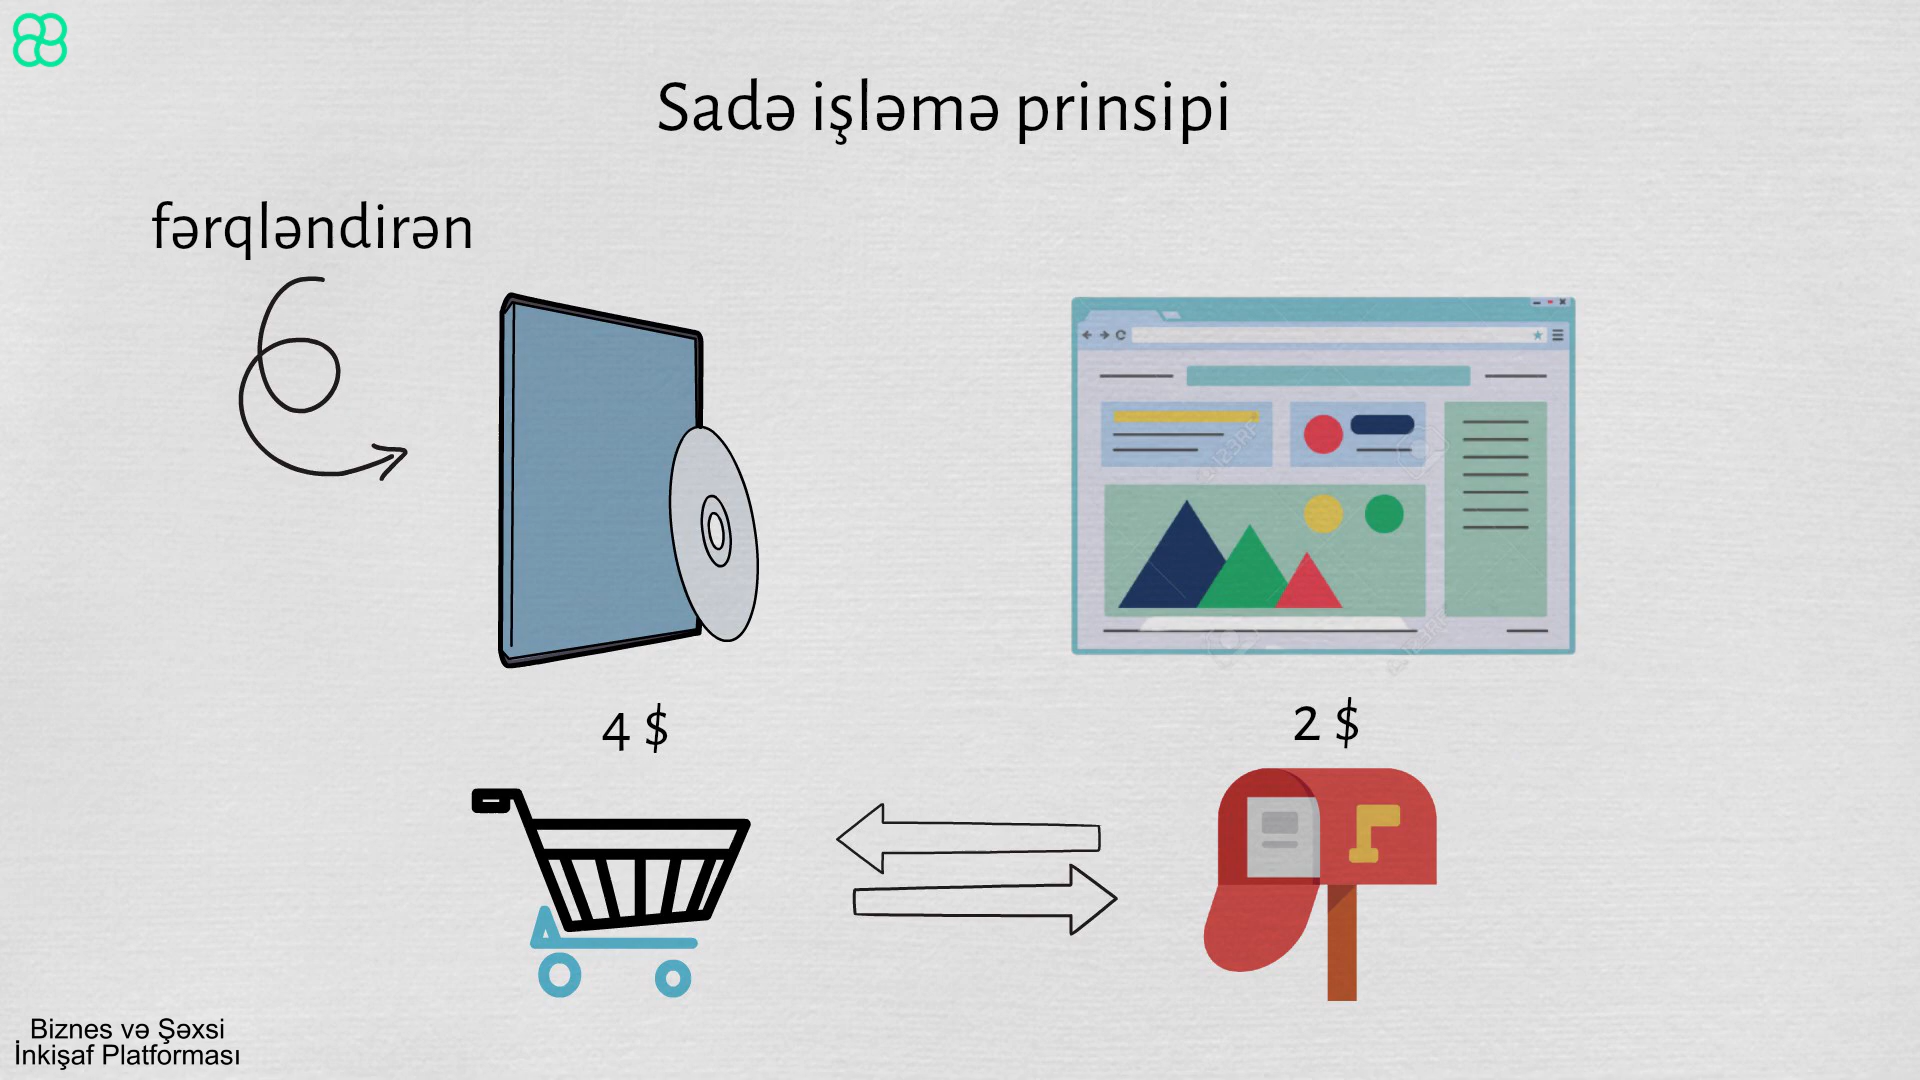 Sadə işləmə prinsipi
fərqləndirən
4 $
2 $
Biznes və Şəxsi
İnkişaf Platforması